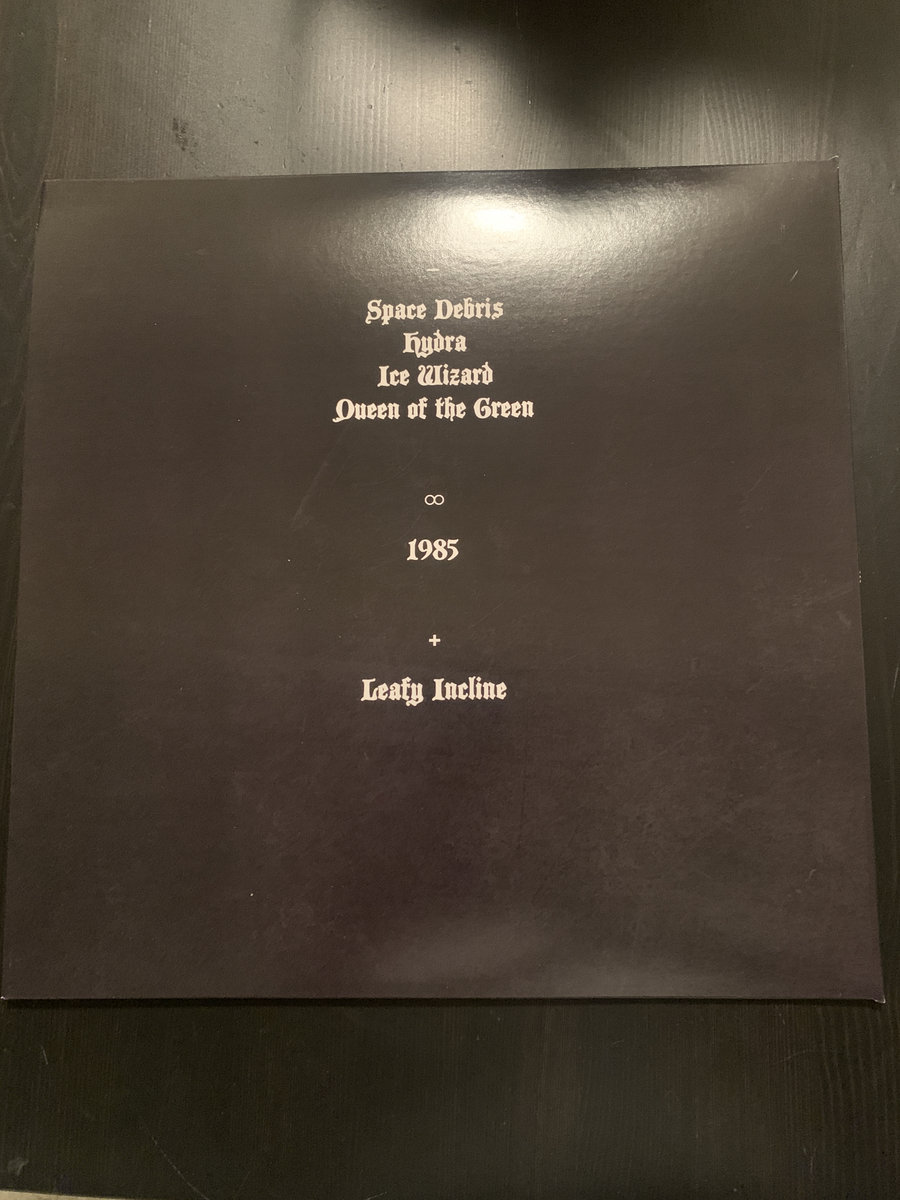 Space Debris
Hydra
Ice Wizard
Queen of the Green
∞
1985
+
Leafy Incline